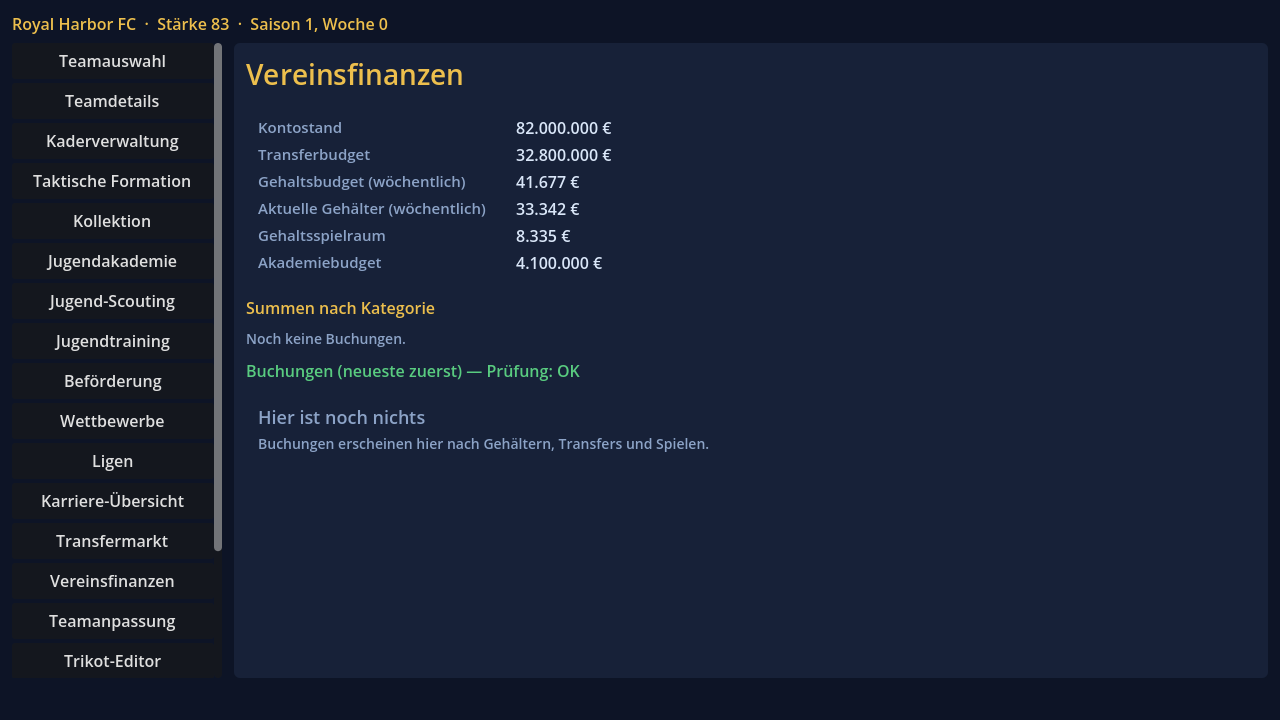 Royal Harbor FC · Stärke 83 · Saison 1, Woche 0
Teamauswahl
Teamdetails
Kaderverwaltung
Taktische Formation
Kollektion
Jugendakademie
Jugend-Scouting
Jugendtraining
Beförderung
Wettbewerbe
Ligen
Karriere-Übersicht
Transfermarkt
Vereinsfinanzen
Teamanpassung
Trikot-Editor
Vereinsfinanzen
Kontostand 82.000.000 €
Transferbudget 32.800.000 €
Gehaltsbudget (wöchentlich) 41.677 €
Aktuelle Gehälter (wöchentlich) 33.342 €
Gehaltsspielraum 8.335 €
Akademiebudget 4.100.000 €
Summen nach Kategorie
Noch keine Buchungen.
Buchungen (neueste zuerst) — Prüfung: OK
Hier ist noch nichts
Buchungen erscheinen hier nach Gehältern, Transfers und Spielen.